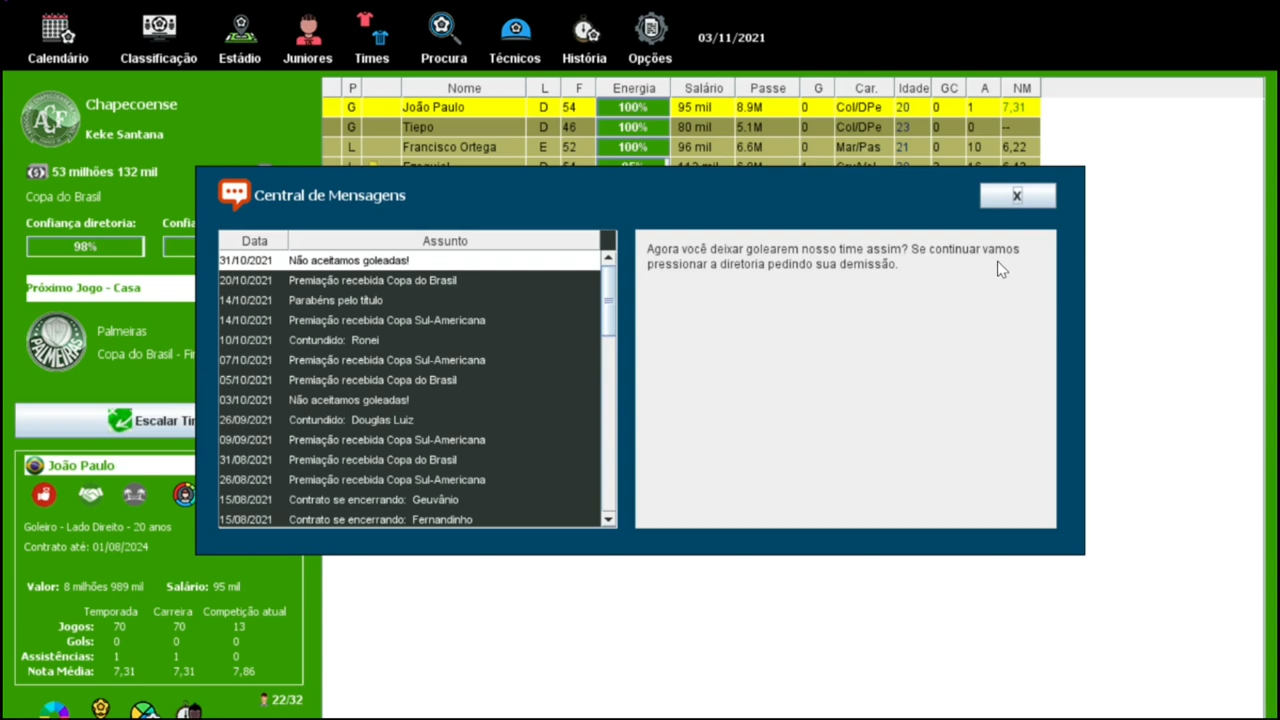 Calendário Classificação Estádio Juniores Times Procura Técnicos História Opções 03/11/2021
Chapecoense
Keke Santana
53 milhões 132 mil
Copa do Brasil
Confiança diretoria:
98%
Próximo Jogo - Casa
Palmeiras
Copa do Brasil
Escalar
João Paulo
Goleiro - Lado Direito - 20 anos
Contrato até: 01/08/2024
Valor: 8 milhões 989 mil Salário: 95 mil
Temporada Carreira Competição atual
Jogos: 70 70 13
Gols: 0 0 0
Assistências: 1 1 0
Nota Média: 7,31 7,31 7,86
22/32
P Nome L F Energia Salário Passe G Car. Idade GC A NM
G João Paulo D 54 100% 95 mil 8.9M 0 Col/DPe 20 0 1 7,31
G Tiepo D 46 100% 80 mil 5.1M 0 Col/DPe 23 0 0 --
L Francisco Ortega E 52 100% 96 mil 6.6M 0 Mar/Pas 21 0 10 6,22
Central de Mensagens
X
Data Assunto
31/10/2021 Não aceitamos goleadas!
20/10/2021 Premiação recebida Copa do Brasil
14/10/2021 Parabéns pelo título
14/10/2021 Premiação recebida Copa Sul-Americana
10/10/2021 Contundido: Ronei
07/10/2021 Premiação recebida Copa Sul-Americana
05/10/2021 Premiação recebida Copa do Brasil
03/10/2021 Não aceitamos goleadas!
26/09/2021 Contundido: Douglas Luiz
09/09/2021 Premiação recebida Copa Sul-Americana
31/08/2021 Premiação recebida Copa do Brasil
26/08/2021 Premiação recebida Copa Sul-Americana
15/08/2021 Contrato se encerrando: Geuvânio
15/08/2021 Contrato se encerrando: Fernandinho
Agora você deixar golearem nosso time assim? Se continuar vamos
pressionar a diretoria pedindo sua demissão.